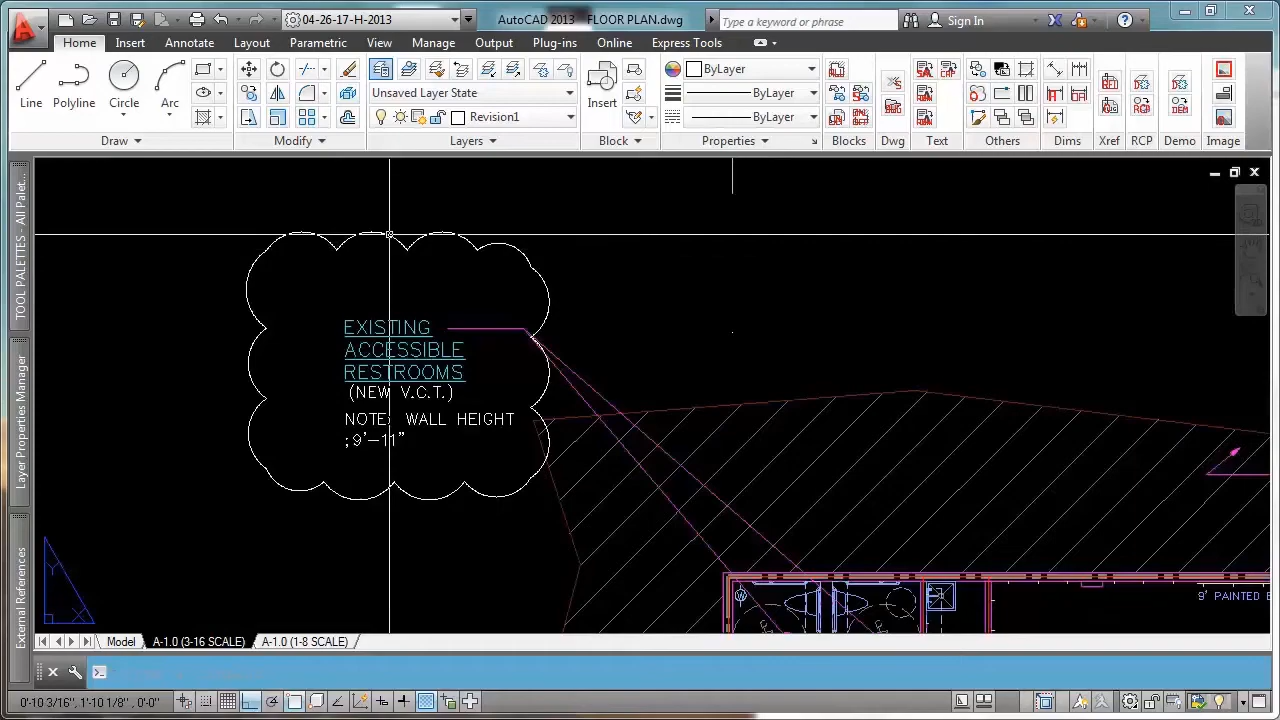 04-26-17-H-2013
AutoCAD 2013 FLOOR PLAN.dwg
Type a keyword or phrase
Sign In
Home Insert Annotate Layout Parametric View Manage Output Plug-ins Online Express Tools
Line Polyline Circle Arc
Unsaved Layer State
Revision1
Insert
ByLayer
ByLayer
ByLayer
Draw Modify Layers Block Properties Blocks Dwg Text Others Dims Xref RCP Demo Image
TOOL PALETTES - All Palet...
Layer Properties Manager
External References
EXISTING
ACCESSIBLE
RESTROOMS
(NEW V.C.T.)
NOTE: WALL HEIGHT
;9'-11"
9' PAINTED
Y
X
W
Model A-1.0 (3-16 SCALE) A-1.0 (1-8 SCALE)
0'-10 3/16", 1'-10 1/8", 0'-0"